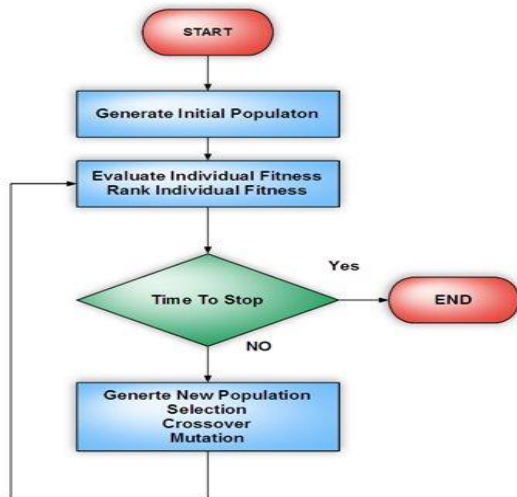 START
Generate Initial Populaton
Evaluate Individual Fitness
Rank Individual Fitness
Yes
Time To Stop
END
NO
Generte New Population
Selection
Crossover
Mutation